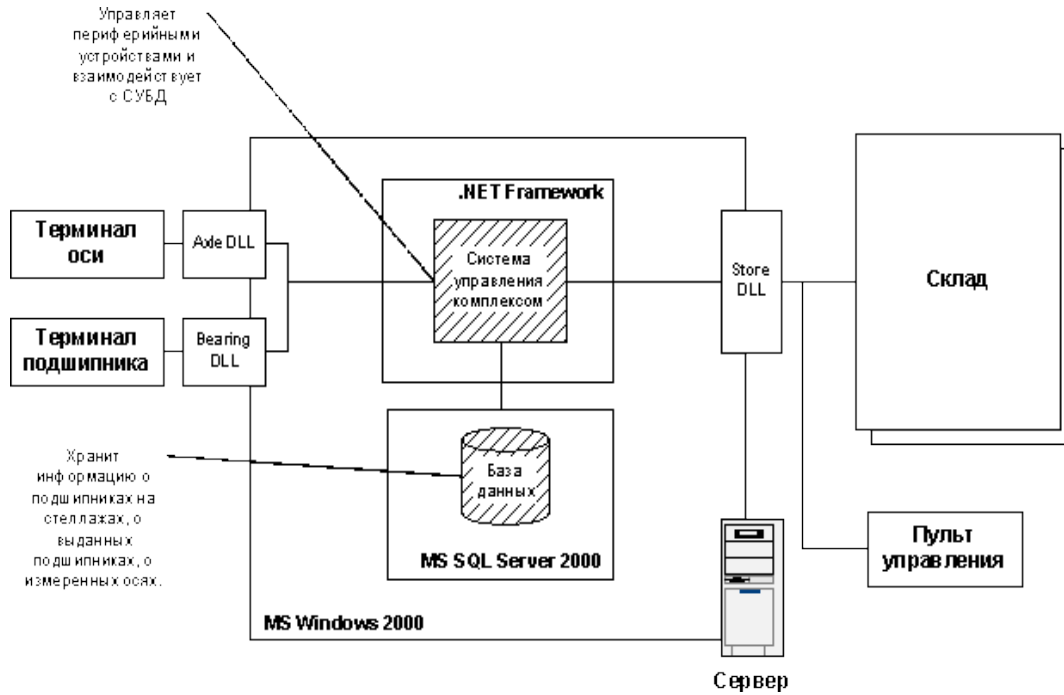 Управляет
периферийными
устройствами и
взаимодействует
с СУБД
.NET Framework
Терминал
оси
Axle DLL
Система
управления
комплексом
Store
DLL
Склад
Терминал
подшипника
Bearing
DLL
Хранит
информацию о
подшипниках на
стеллажах, о
выданных
подшипниках, о
измеренных осях.
База
данных
MS SQL Server 2000
Пульт
управления
MS Windows 2000
Сервер